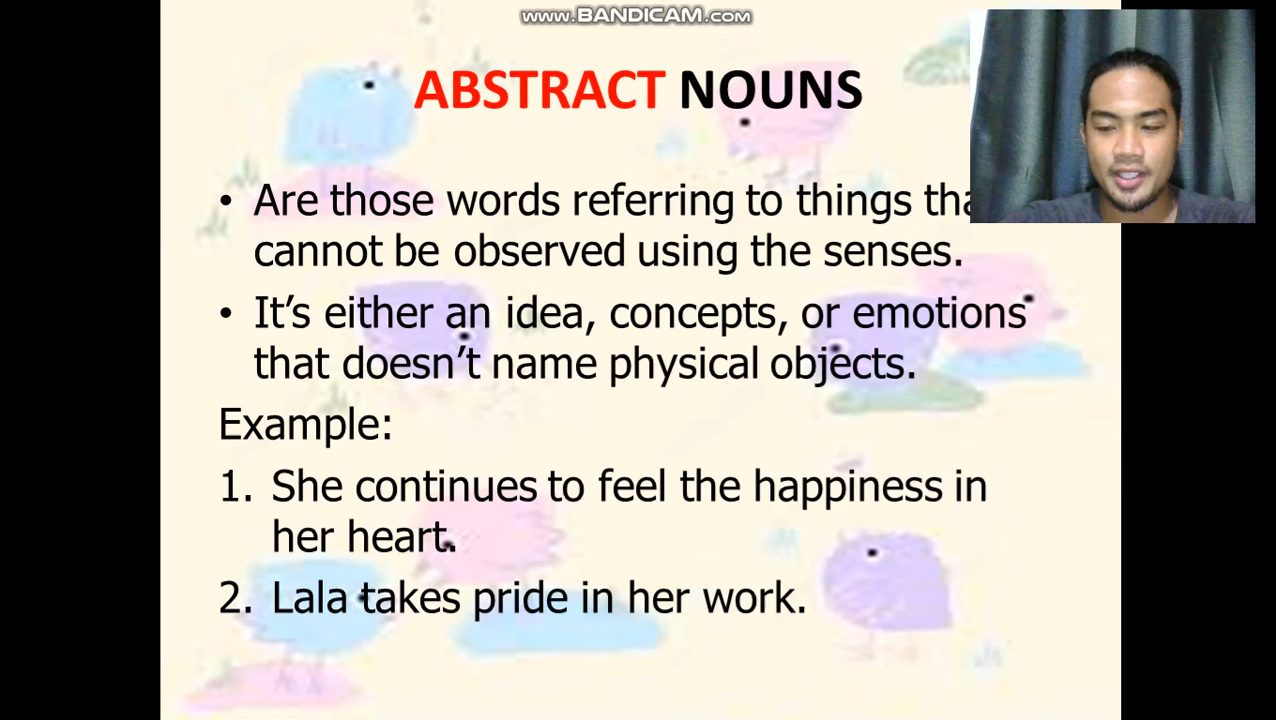 www.BANDICAM.com
ABSTRACT NOUNS
• Are those words referring to things
cannot be observed using the senses.
• It’s either an idea, concepts, or emotions
that doesn’t name physical objects.
Example:
1. She continues to feel the happiness in
her heart.
2. Lala takes pride in her work.